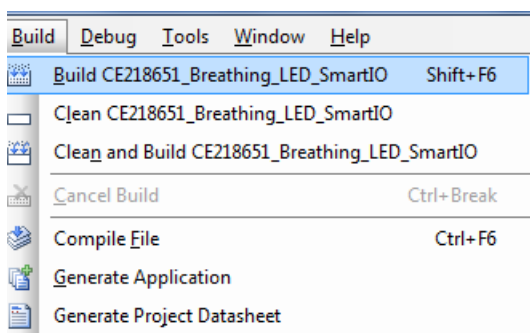 Build Debug Tools Window Help
Build CE218651_Breathing_LED_SmartIO Shift+F6
Clean CE218651_Breathing_LED_SmartIO
Clean and Build CE218651_Breathing_LED_SmartIO
Cancel Build Ctrl+Break
Compile File Ctrl+F6
Generate Application
Generate Project Datasheet